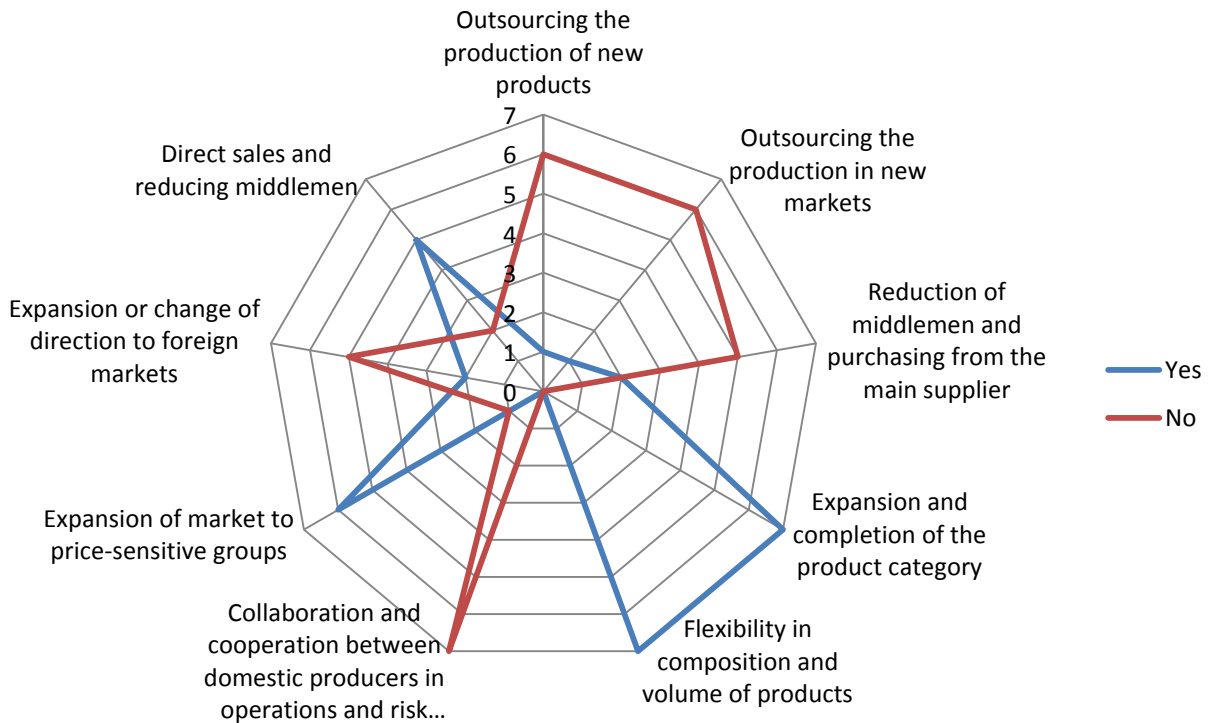 Outsourcing the
production of new
products
Outsourcing the
production in new
markets
Reduction of
middlemen and
purchasing from the
main supplier
Expansion and
completion of the
product category
Flexibility in
composition and
volume of products
Collaboration and
cooperation between
domestic producers in
operations and risk…
Expansion of market to
price-sensitive groups
Expansion or change of
direction to foreign
markets
Direct sales and
reducing middlemen
7
6
5
4
3
2
1
0
Yes
No